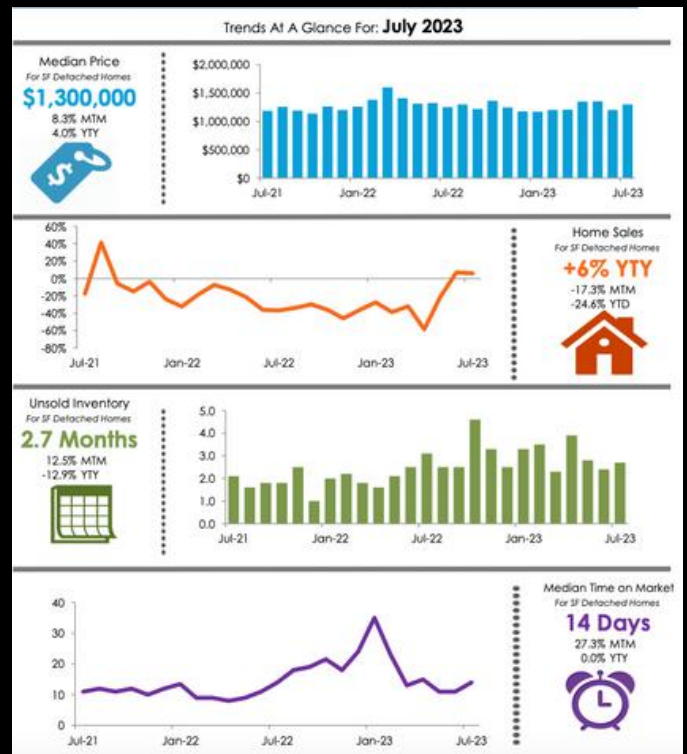 Trends At A Glance For: July 2023
Median Price
For SF Detached Homes
$1,300,000
8.3% MTM
4.0% YTY
$
$2,000,000
$1,500,000
$1,000,000
$500,000
$0
Jul-21
Jan-22
Jul-22
Jan-23
Jul-23
60%
40%
20%
0%
-20%
-40%
-60%
-80%
Jul-21
Jan-22
Jul-22
Jan-23
Jul-23
Home Sales
For SF Detached Homes
+6% YTY
-17.3% MTM
-24.6% YTD
Unsold Inventory
For SF Detached Homes
2.7 Months
12.5% MTM
-12.9% YTY
5.0
4.0
3.0
2.0
1.0
0.0
Jul-21
Jan-22
Jul-22
Jan-23
Jul-23
40
30
20
10
0
Jul-21
Jan-22
Jul-22
Jan-23
Jul-23
Median Time on Market
For SF Detached Homes
14 Days
27.3% MTM
0.0% YTY